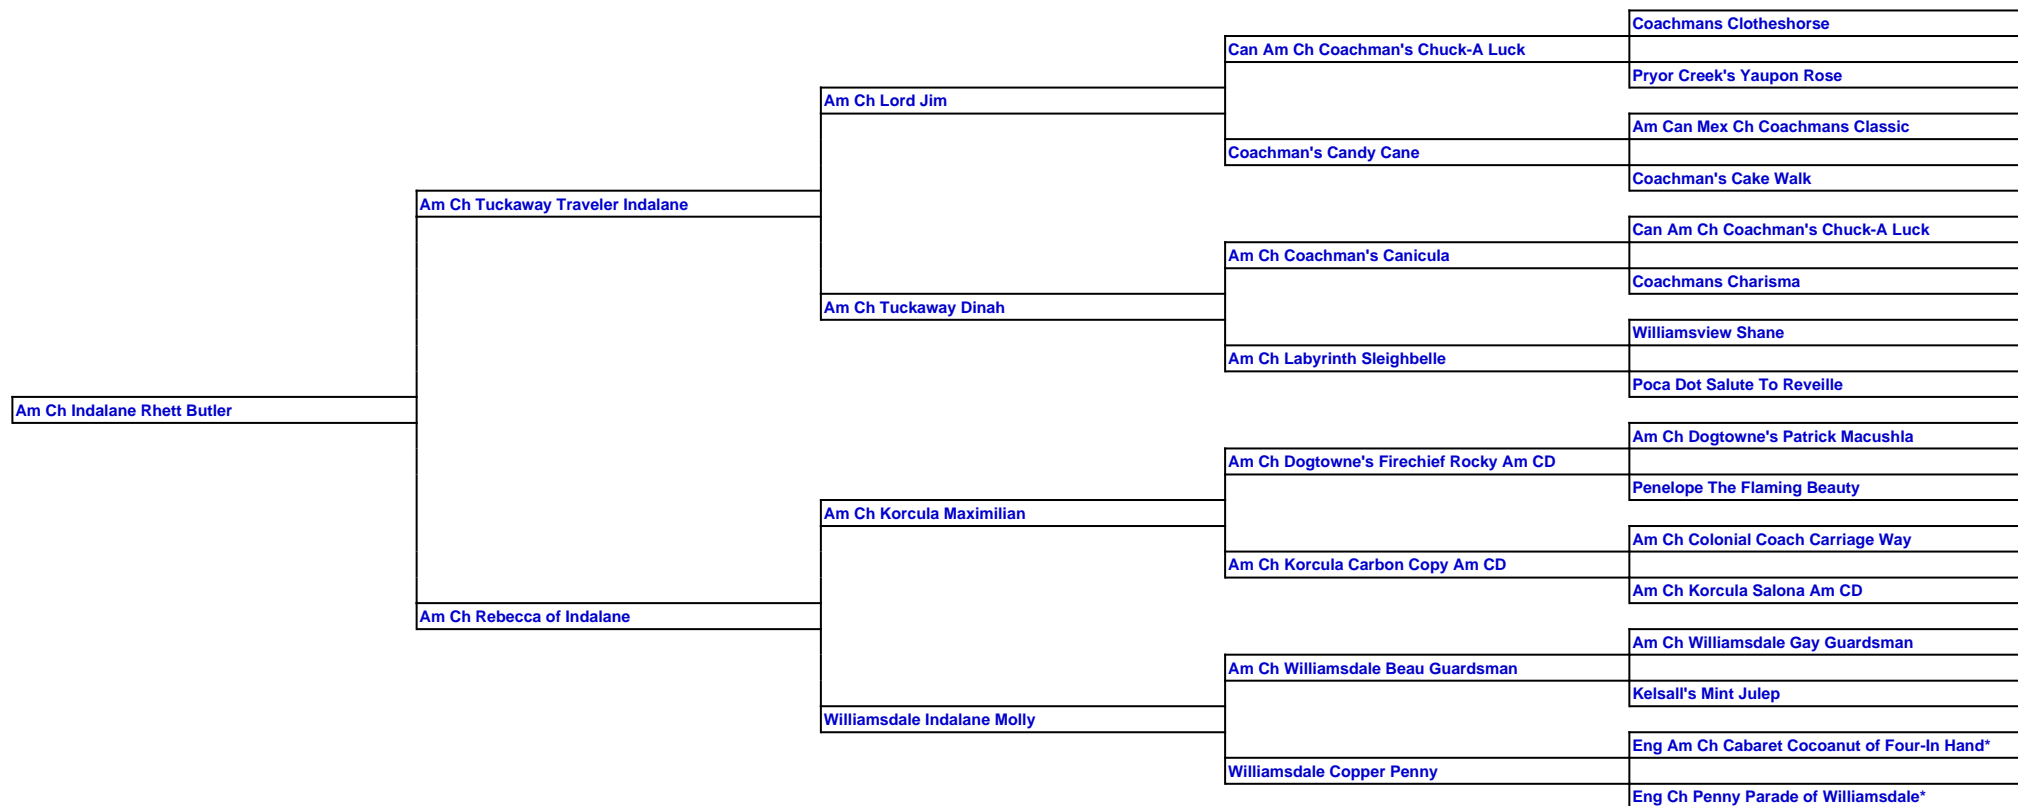 Coachmans Clotheshorse
Can Am Ch Coachman's Chuck-A Luck
Pryor Creek's Yaupon Rose
Am Ch Lord Jim
Am Can Mex Ch Coachmans Classic
Coachman's Candy Cane
Coachman's Cake Walk
Am Ch Tuckaway Traveler Indalane
Can Am Ch Coachman's Chuck-A Luck
Am Ch Coachman's Canicula
Coachmans Charisma
Am Ch Tuckaway Dinah
Williamsview Shane
Am Ch Labyrinth Sleighbelle
Poca Dot Salute To Reveille
Am Ch Indalane Rhett Butler
Am Ch Dogtowne's Patrick Macushla
Am Ch Dogtowne's Firechief Rocky Am CD
Penelope The Flaming Beauty
Am Ch Korcula Maximilian
Am Ch Colonial Coach Carriage Way
Am Ch Korcula Carbon Copy Am CD
Am Ch Korcula Salona Am CD
Am Ch Rebecca of Indalane
Am Ch Williamsdale Gay Guardsman
Am Ch Williamsdale Beau Guardsman
Kelsall's Mint Julep
Williamsdale Indalane Molly
Eng Am Ch Cabaret Cocoanut of Four-In Hand*
Williamsdale Copper Penny
Eng Ch Penny Parade of Williamsdale*